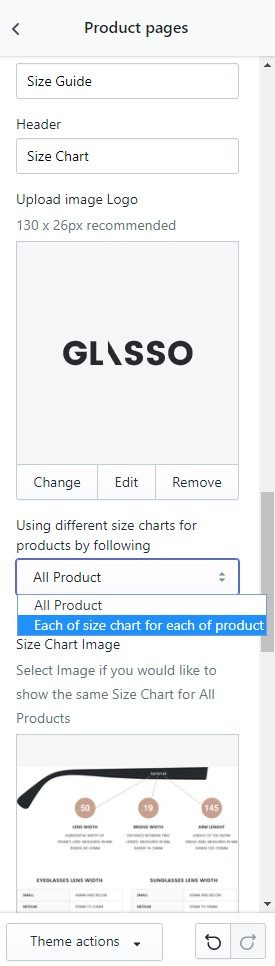 Product pages
Size Guide
Header
Size Chart
Upload image Logo
130 x 26px recommended
GLASSO
Change Edit Remove
Using different size charts for
products by following
All Product
All Product
Each of size chart for each of product
Size Chart Image
Select Image if you would like to
show the same Size Chart for All
Products
50 19 145
LENS WIDTH BRIDGE WIDTH ARM LENGHT
EYEGLASSES LENS WIDTH SUNGLASSES LENS WIDTH
SMALL
MEDIUM
SMALL
MEDIUM
Theme actions